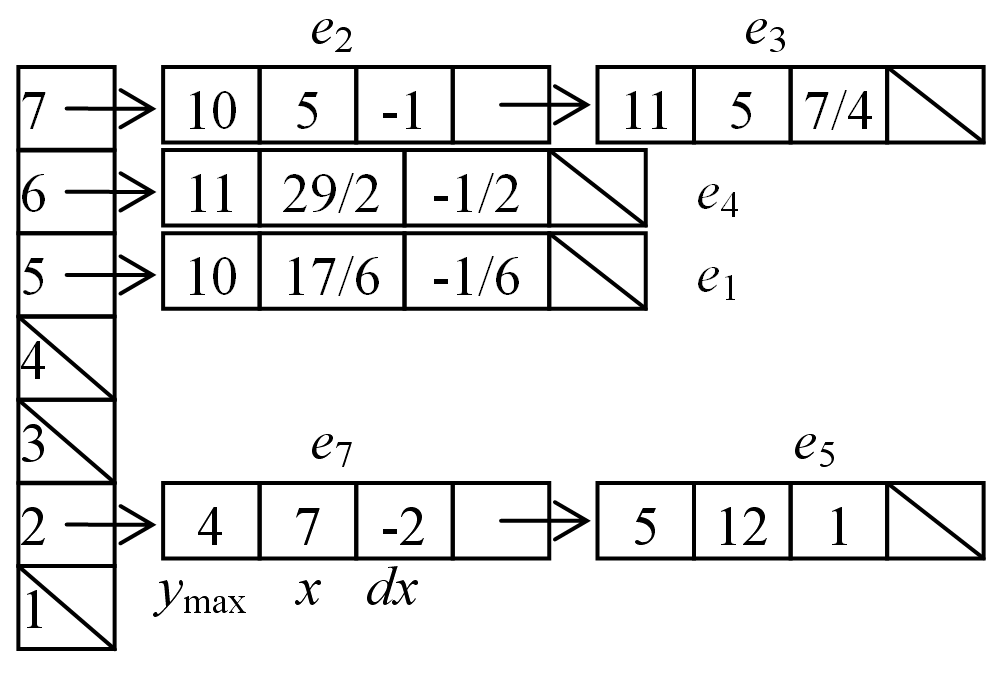 e2 e3
7 10 5 -1 11 5 7/4
6 11 29/2 -1/2 e4
5 10 17/6 -1/6 e1
4
3
e7 e5
2 4 7 -2 5 12 1
ymax x dx
1